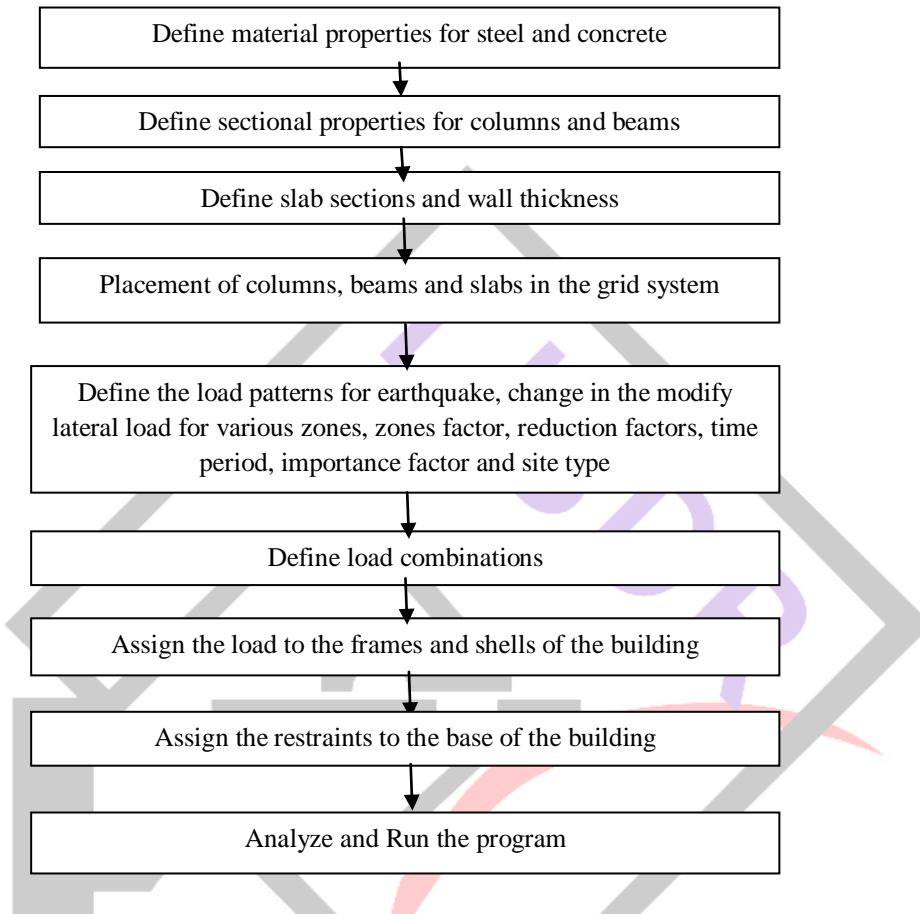 Define material properties for steel and concrete
Define sectional properties for columns and beams
Define slab sections and wall thickness
Placement of columns, beams and slabs in the grid system
Define the load patterns for earthquake, change in the modify
lateral load for various zones, zones factor, reduction factors, time
period, importance factor and site type
Define load combinations
Assign the load to the frames and shells of the building
Assign the restraints to the base of the building
Analyze and Run the program